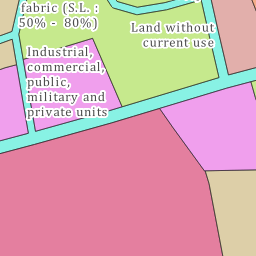 fabric (S.L. :
50% - 80%)
Land without
current use
Industrial,
commercial,
public,
military and
private units